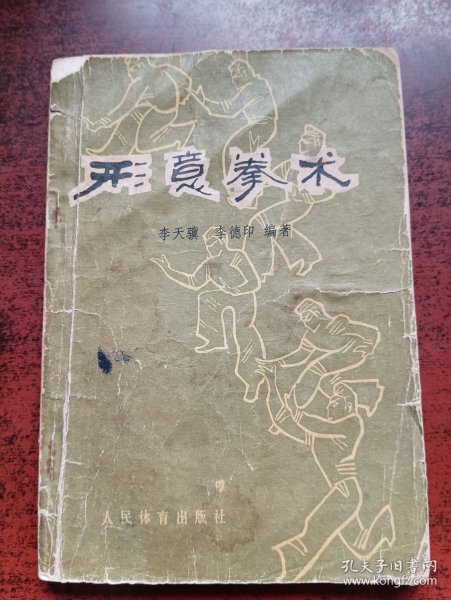 形意拳术
李天骥 李德印 编著
人民体育出版社
孔夫子旧书网
www.kongfz.com